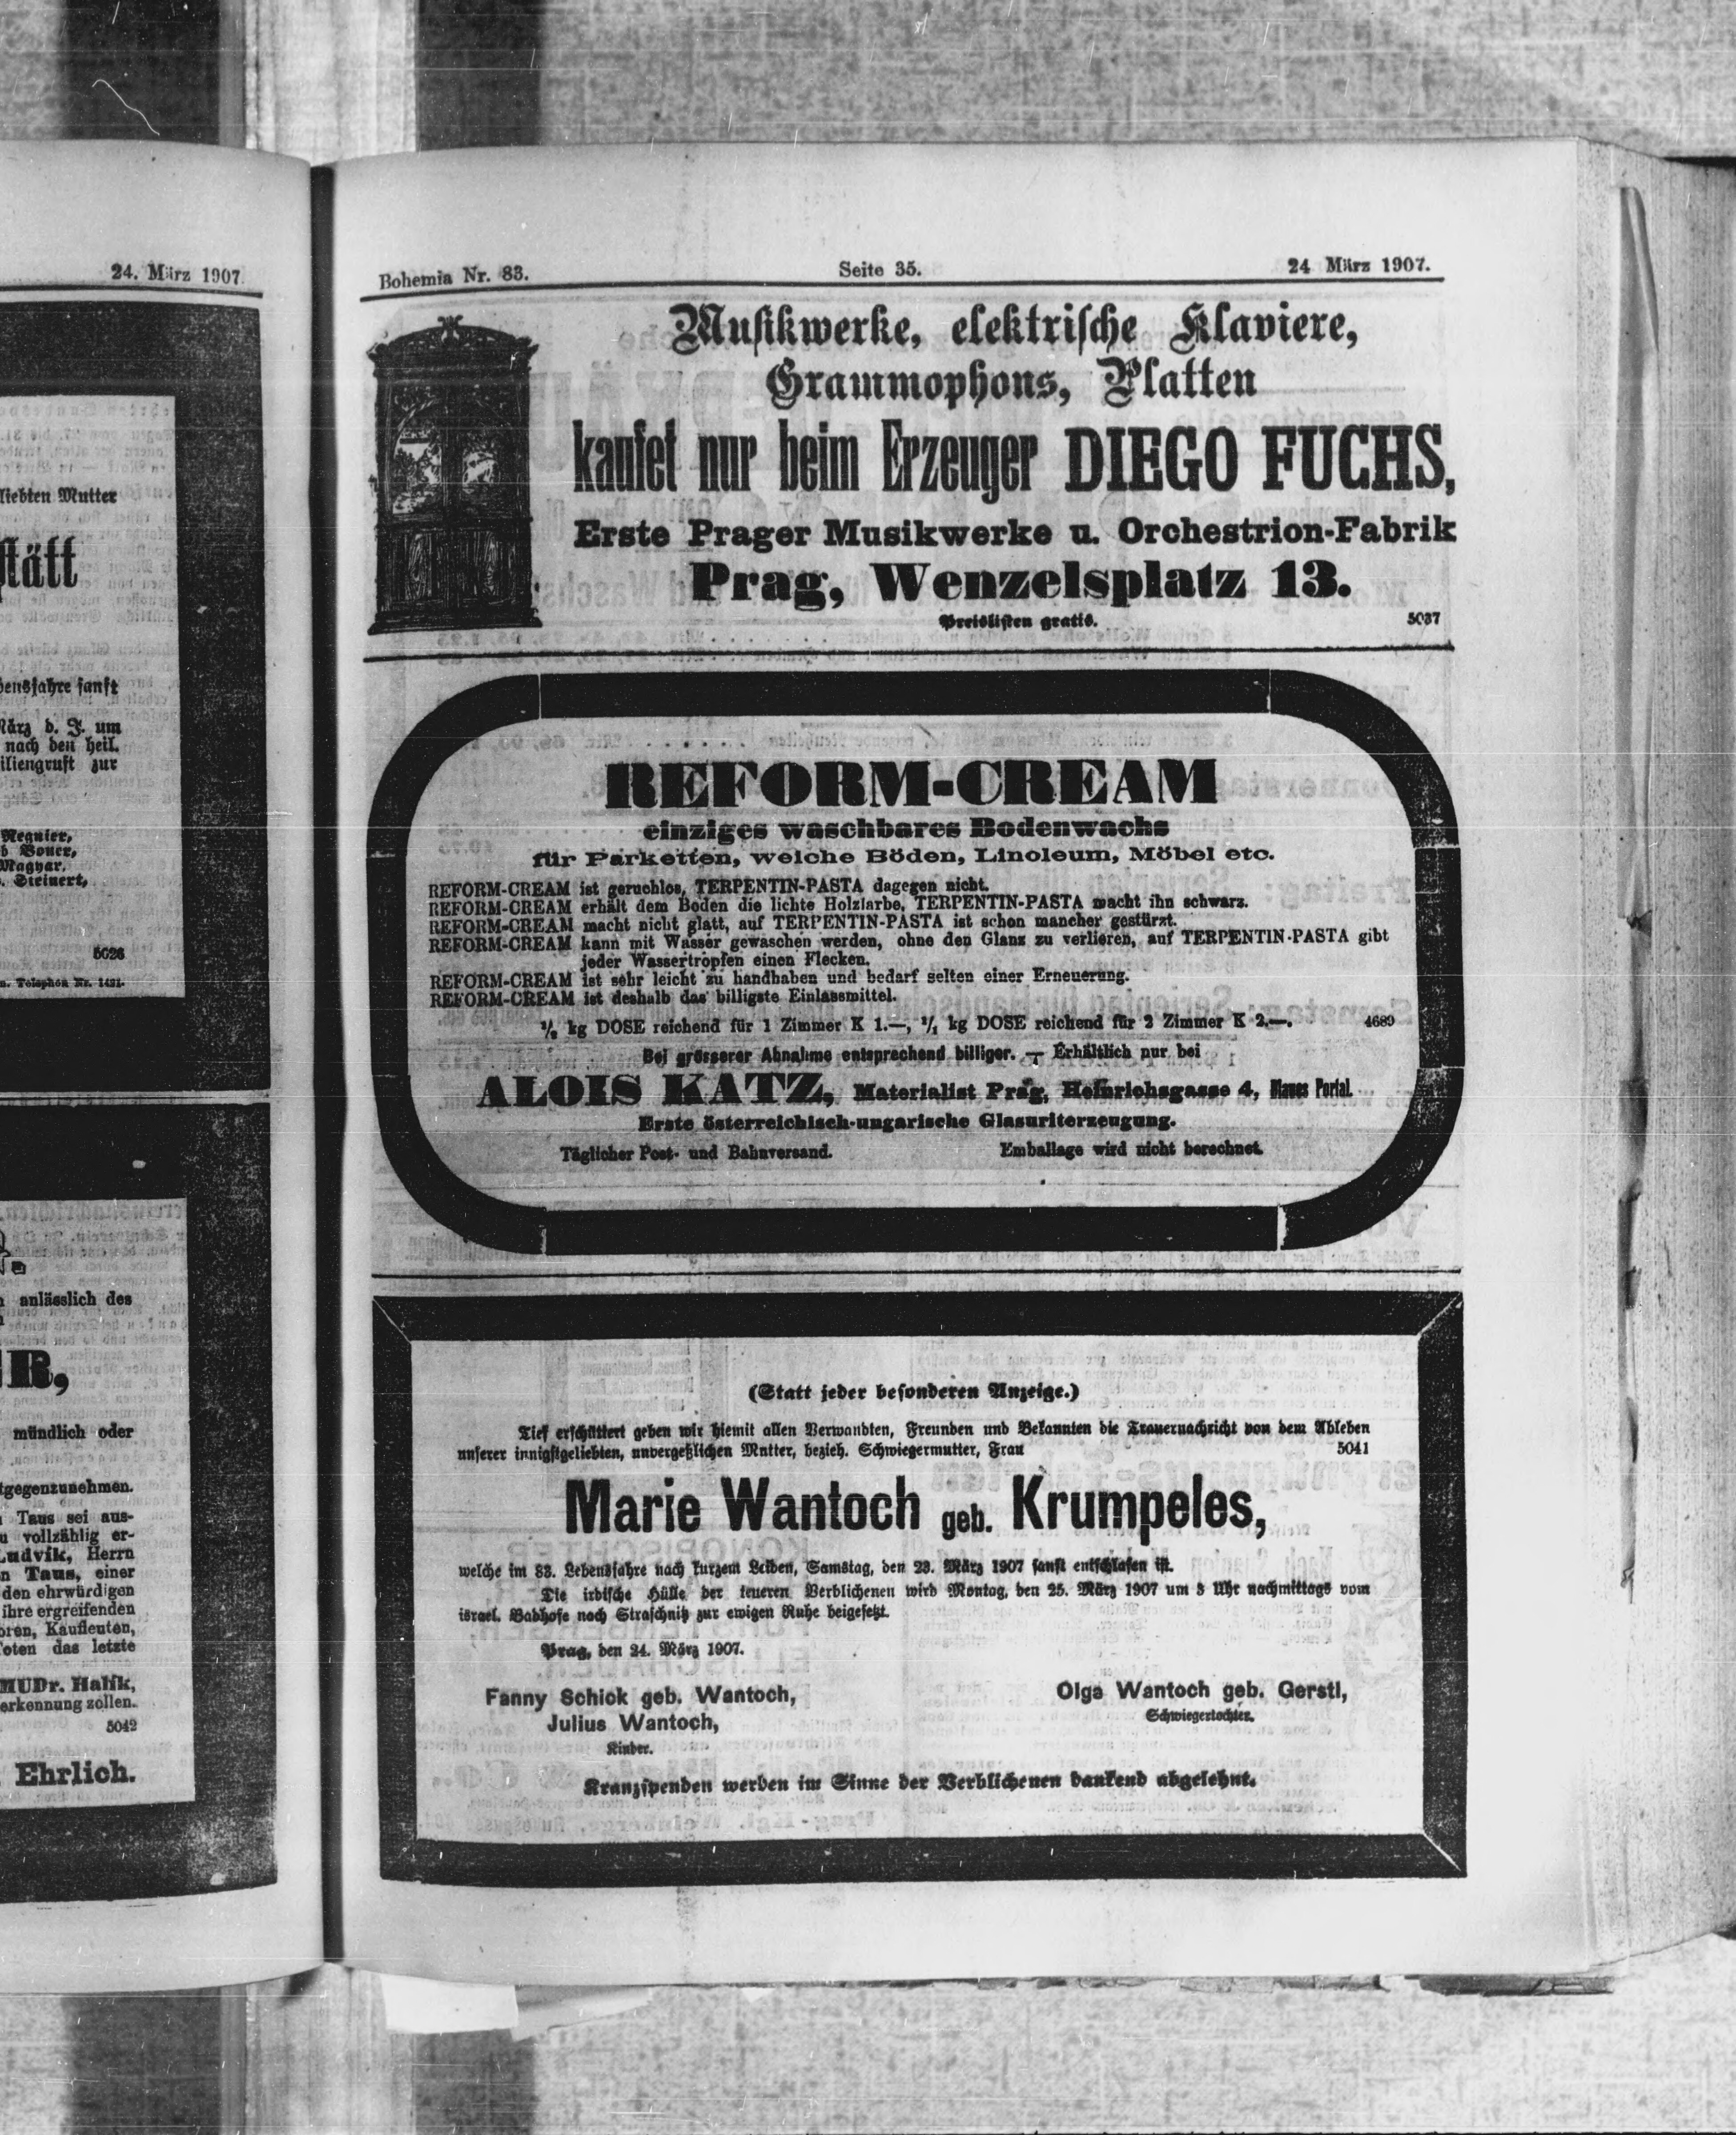 24. März 1907
liebten Mutter
stätt
bensjahre sanft
März d. J. um
nach den heil.
iliengruft zur
Regnier,
b Boner,
Magyar,
Steinert,
5026
Telephon Nr. 1421.
anlässlich des
R,
mündlich oder
tgegenzunehmen.
Taus sei aus-
u vollzählig er-
Ludvik, Herrn
n Taus, einer
den ehrwürdigen
ihre ergreifenden
oren, Kaufleuten,
oten das letzte
MUDr. Halik,
erkennung zollen.
5042
Ehrlich.
Bohemia Nr. 83. Seite 35. 24 März 1907.
Musikwerke, elektrische Klaviere,
Grammophons, Platten
kaufet nur beim Erzeuger DIEGO FUCHS,
Erste Prager Musikwerke u. Orchestrion-Fabrik
Prag, Wenzelsplatz 13.
Preislisten gratis. 5037
REFORM-CREAM
einziges waschbares Bodenwachs
für Parketten, weiche Böden, Linoleum, Möbel etc.
REFORM-CREAM ist geruchlos, TERPENTIN-PASTA dagegen nicht.
REFORM-CREAM erhält dem Boden die lichte Holzfarbe, TERPENTIN-PASTA macht ihn schwarz.
REFORM-CREAM macht nicht glatt, auf TERPENTIN-PASTA ist schon mancher gestürzt.
REFORM-CREAM kann mit Wasser gewaschen werden, ohne den Glanz zu verlieren, auf TERPENTIN-PASTA gibt
jeder Wassertropfen einen Flecken.
REFORM-CREAM ist sehr leicht zu handhaben und bedarf selten einer Erneuerung.
REFORM-CREAM ist deshalb das billigste Einlassmittel.
kg DOSE reichend für 1 Zimmer K 1.—, 1/1 kg DOSE reichend für 2 Zimmer K 2.—. 4689
Bei grösserer Abnahme entsprechend billiger. — Erhältlich nur bei
ALOIS KATZ, Materialist Prag, Heinrichsgasse 4, Blaues Portal.
Erste österreichisch-ungarische Glasuriterzeugung.
Täglicher Post- und Bahnversand. Emballage wird nicht berechnet.
(Statt jeder besonderen Anzeige.)
Tief erschüttert geben wir hiemit allen Verwandten, Freunden und Bekannten die Trauernachricht von dem Ableben
unserer innigstgeliebten, unvergeßlichen Mutter, bezieh. Schwiegermutter, Frau 5041
Marie Wantoch geb. Krumpeles,
welche im 83. Lebensjahre nach kurzem Leiden, Samstag, den 23. März 1907 sanft entschlafen ist.
Die irdische Hülle der teueren Verblichenen wird Montag, den 25. März 1907 um 3 Uhr nachmittags vom
israel. Badhofe nach Straschnitz zur ewigen Ruhe beigesetzt.
Prag, den 24. März 1907.
Fanny Schick geb. Wantoch, Olga Wantoch geb. Gerstl,
Julius Wantoch, Schwiegertochter.
Kinder.
Kranzspenden werden im Sinne der Verblichenen dankend abgelehnt.